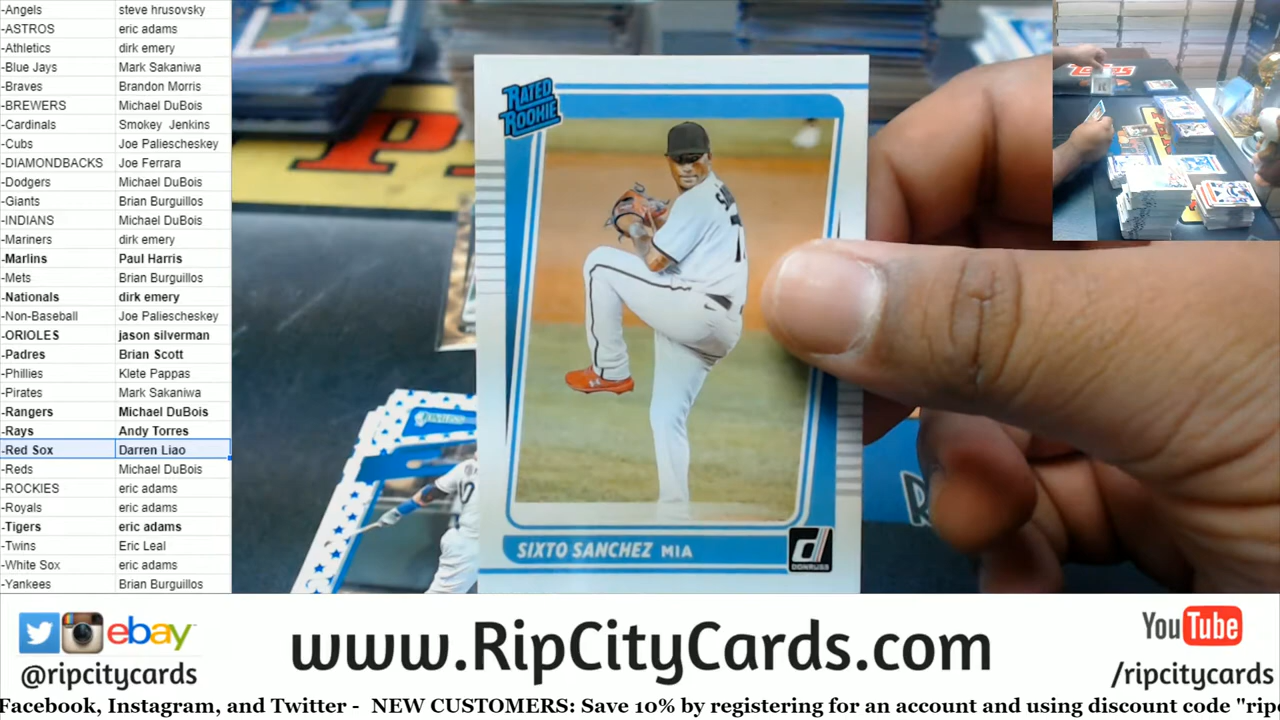 -Angels steve hrusovsky
-ASTROS eric adams
-Athletics dirk emery
-Blue Jays Mark Sakaniwa
-Braves Brandon Morris
-BREWERS Michael DuBois
-Cardinals Smokey Jenkins
-Cubs Joe Paliescheskey
-DIAMONDBACKS Joe Ferrara
-Dodgers Michael DuBois
-Giants Brian Burguillos
-INDIANS Michael DuBois
-Mariners dirk emery
-Marlins Paul Harris
-Mets Brian Burguillos
-Nationals dirk emery
-Non-Baseball Joe Paliescheskey
-ORIOLES jason silverman
-Padres Brian Scott
-Phillies Klete Pappas
-Pirates Mark Sakaniwa
-Rangers Michael DuBois
-Rays Andy Torres
-Red Sox Darren Liao
-Reds Michael DuBois
-ROCKIES eric adams
-Royals eric adams
-Tigers eric adams
-Twins Eric Leal
-White Sox eric adams
-Yankees Brian Burguillos
RATED
ROOKIE
SIXTO SANCHEZ MIA
DONRUSS
Topps
ebay
@ripcitycards
www.RipCityCards.com
YouTube
/ripcitycards
Facebook, Instagram, and Twitter - NEW CUSTOMERS: Save 10% by registering for an account and using discount code "ripc